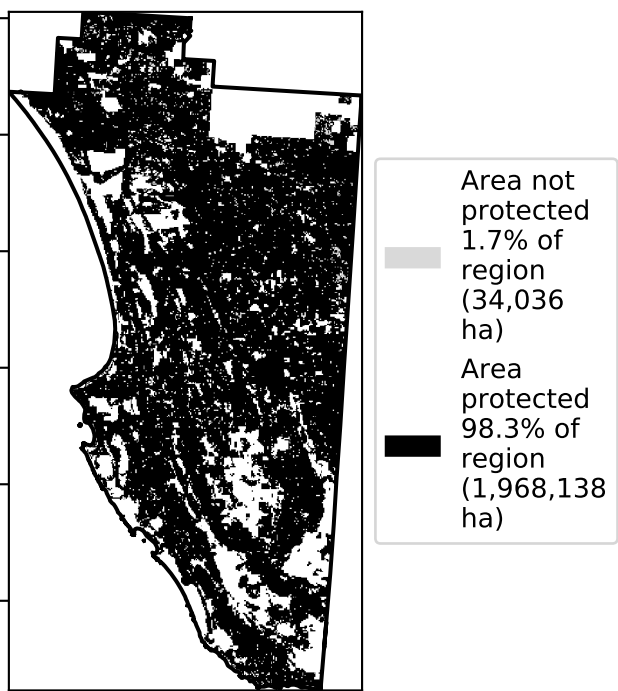 Area not
protected
1.7% of
region
(34,036
ha)
Area
protected
98.3% of
region
(1,968,138
ha)